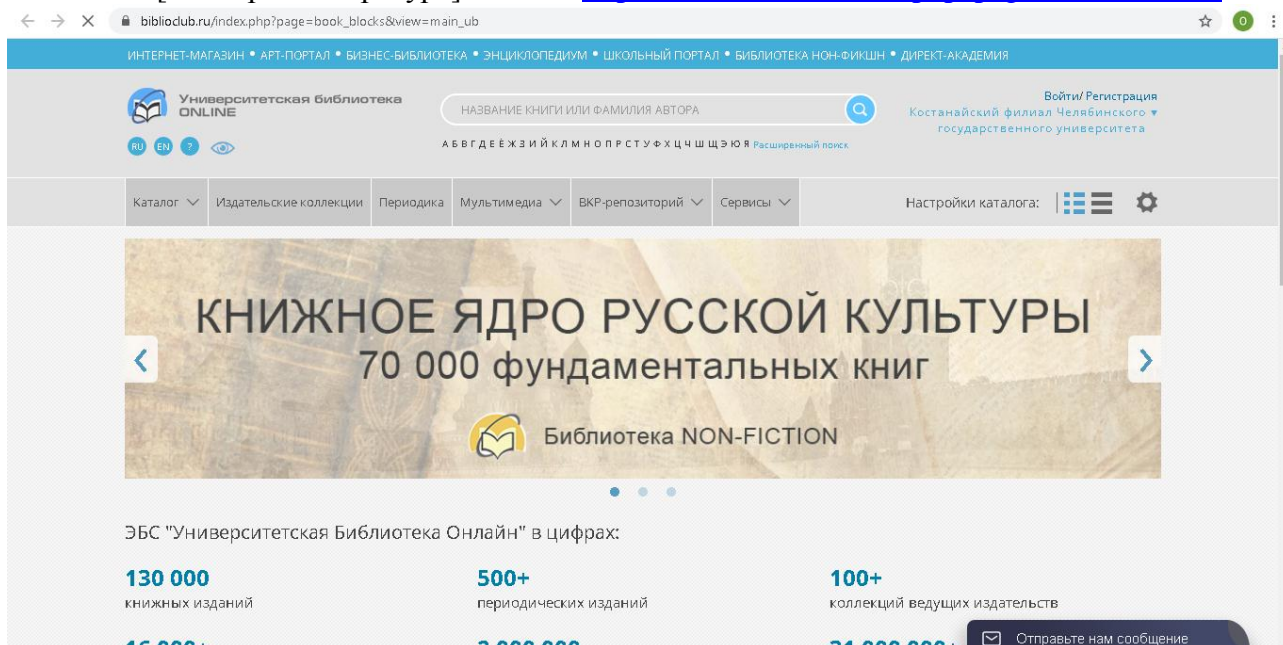 biblioclub.ru/index.php?page=book_blocks&view=main_ub
О
ИНТЕРНЕТ-МАГАЗИН • АРТ-ПОРТАЛ • БИЗНЕС-БИБЛИОТЕКА • ЭНЦИКЛОПЕДИУМ • ШКОЛЬНЫЙ ПОРТАЛ • БИБЛИОТЕКА НОН-ФИКШН • ДИРЕКТ-АКАДЕМИЯ
Университетская библиотека
ONLINE
НАЗВАНИЕ КНИГИ ИЛИ ФАМИЛИЯ АВТОРА
Войти/ Регистрация
Костанайский филиал Челябинского
государственного университета
RU EN ?
А Б В Г Д Е Ё Ж З И Й К Л М Н О П Р С Т У Ф Х Ц Ч Ш Щ Э Ю Я Расширенный поиск
Каталог Издательские коллекции Периодика Мультимедиа ВКР-репозиторий Сервисы Настройки каталога:
КНИЖНОЕ ЯДРО РУССКОЙ КУЛЬТУРЫ
70 000 фундаментальных книг
Библиотека NON-FICTION
ЭБС "Университетская Библиотека Онлайн" в цифрах:
130 000 500+ 100+
книжных изданий периодических изданий коллекций ведущих издательств
Отправьте нам сообщение